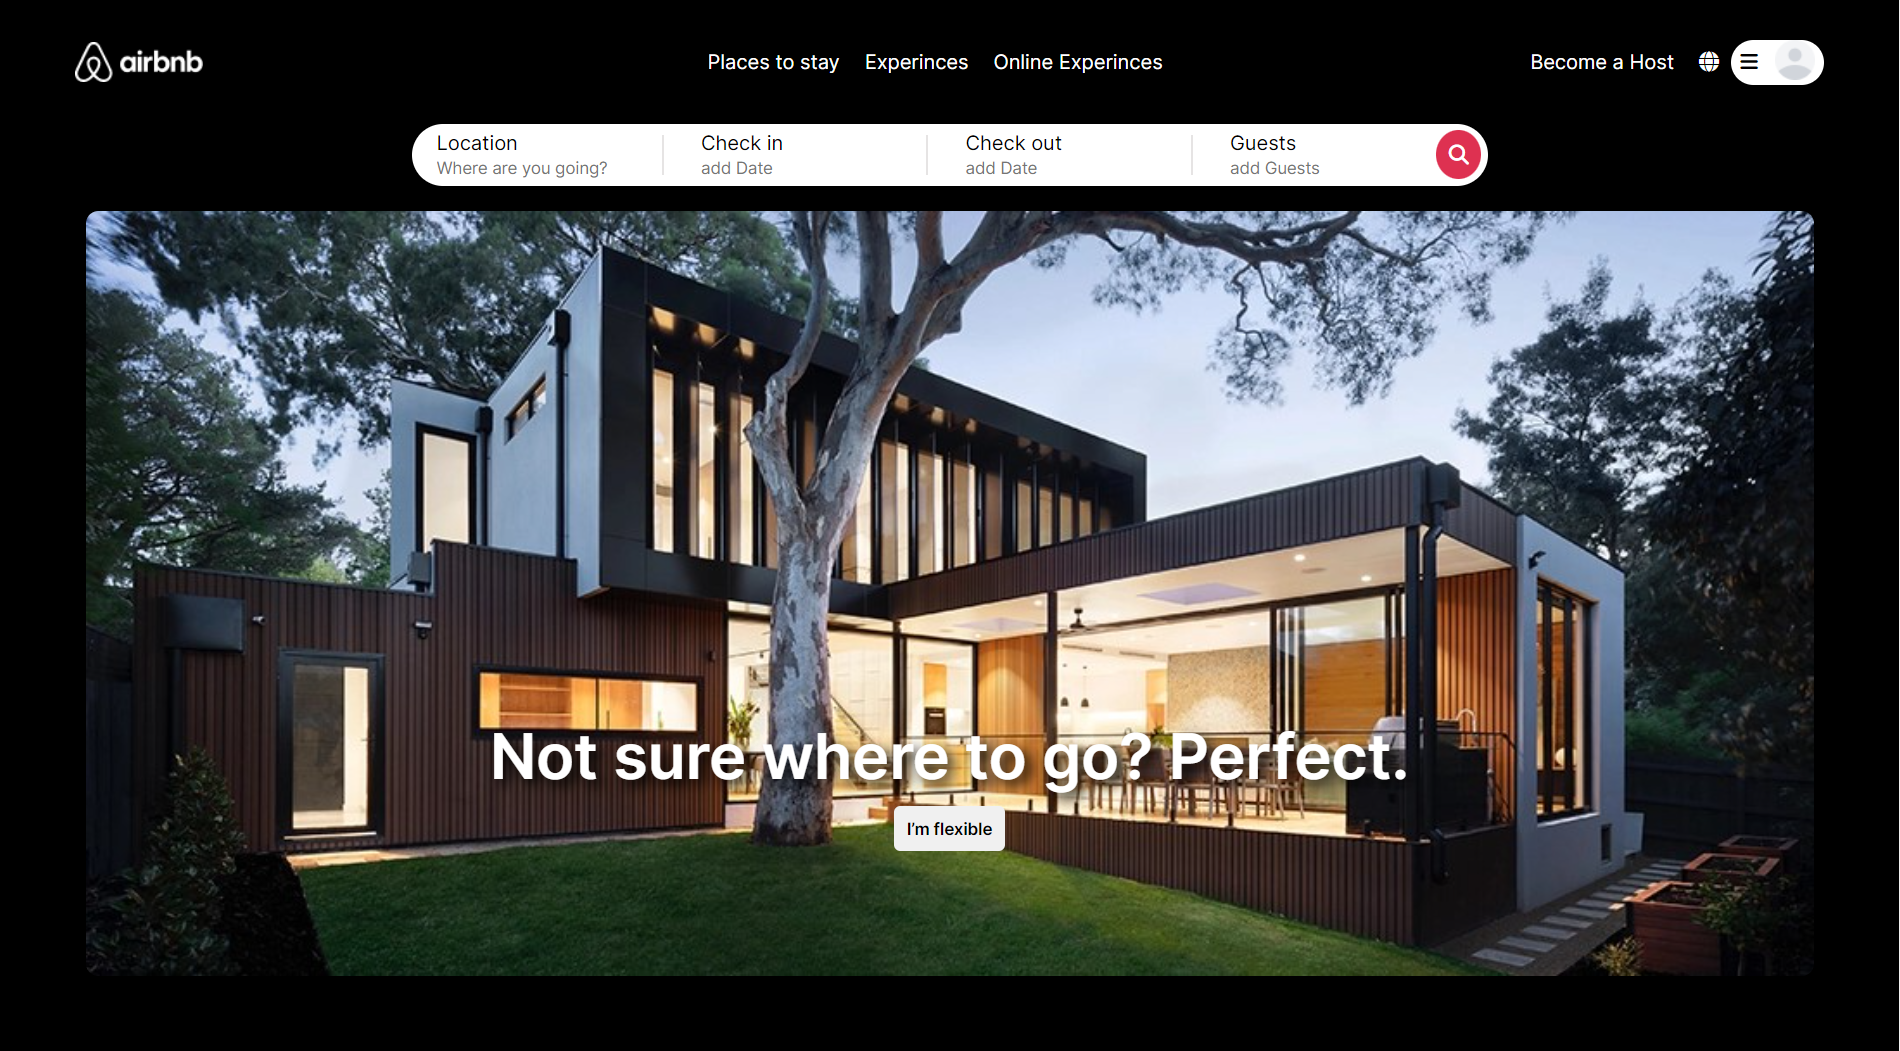 airbnb
Places to stay
Experinces
Online Experinces
Become a Host
Location
Where are you going?
Check in
add Date
Check out
add Date
Guests
add Guests
Not sure where to go? Perfect.
I'm flexible